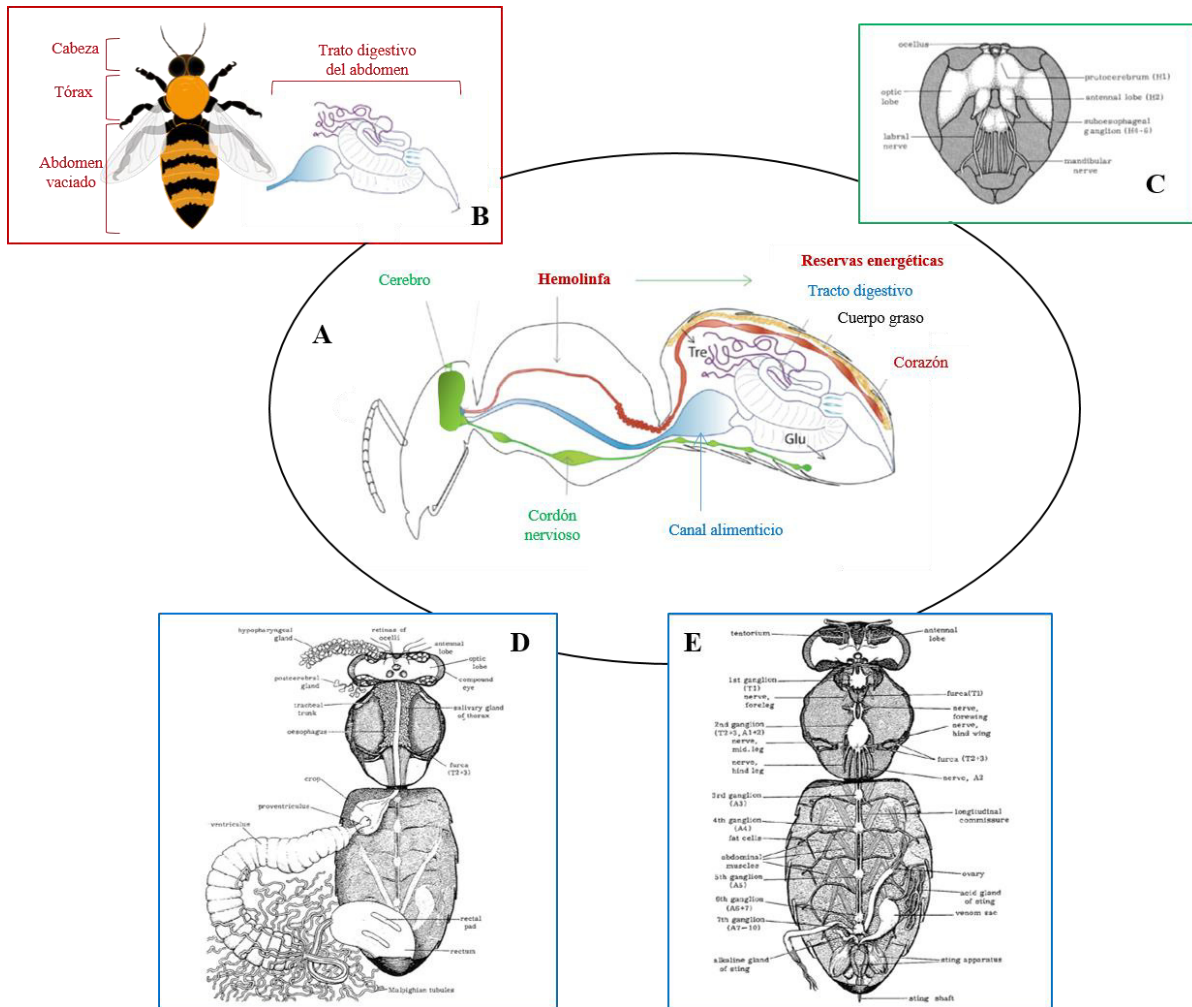 Cabeza
Tórax
Abdomen
vaciado
Trato digestivo
del abdomen
B
ocellus
optic
lobe
labral
nerve
protocerebrum (H1)
antennal lobe (H2)
suboesophageal
ganglion (H4-6)
mandibular
nerve
C
A
Cerebro
Hemolinfa
Reservas energéticas
Tracto digestivo
Cuerpo graso
Corazón
Tre
Glu
Cordón
nervioso
Canal alimenticio
D
hypopharyngeal
gland
retinae of
ocelli
antennal
lobe
optic
lobe
compound
eye
postcerebral
gland
tracheal
trunk
salivary gland
of thorax
oesophagus
furca
(T2+3)
crop
proventriculus
ventriculus
rectal
pad
rectum
Malpighian tubules
E
tentorium
antennal
lobe
1st ganglion
(T1)
nerve,
foreleg
furca(T1)
nerve,
forewing
nerve,
hind wing
2nd ganglion
(T2+3, A1+2)
nerve,
mid. leg
furca (T2+3)
nerve,
hind leg
nerve, A2
3rd ganglion
(A3)
longitudinal
commissure
4th ganglion
(A4)
fat cells
abdominal
muscles
5th ganglion
(A5)
ovary
acid gland
of sting
6th ganglion
(A6+7)
venom sac
7th ganglion
(A7-10)
alkaline gland
of sting
sting apparatus
sting shaft